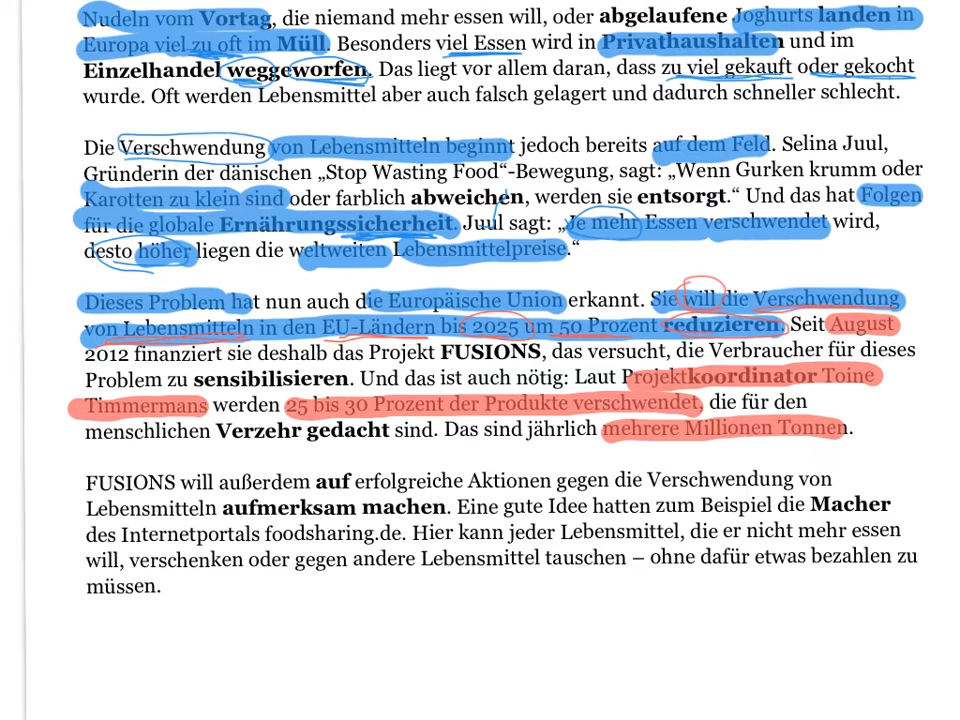 Nudeln vom Vortag, die niemand mehr essen will, oder abgelaufene Joghurts landen in
Europa viel zu oft im Müll. Besonders viel Essen wird in Privathaushalten und im
Einzelhandel weggeworfen. Das liegt vor allem daran, dass zu viel gekauft oder gekocht
wurde. Oft werden Lebensmittel aber auch falsch gelagert und dadurch schneller schlecht.
Die Verschwendung von Lebensmitteln beginnt jedoch bereits auf dem Feld. Selina Juul,
Gründerin der dänischen „Stop Wasting Food“-Bewegung, sagt: „Wenn Gurken krumm oder
Karotten zu klein sind oder farblich abweichen, werden sie entsorgt.“ Und das hat Folgen
für die globale Ernährungssicherheit. Juul sagt: „Je mehr Essen verschwendet wird,
desto höher liegen die weltweiten Lebensmittelpreise.“
Dieses Problem hat nun auch die Europäische Union erkannt. Sie will die Verschwendung
von Lebensmitteln in den EU-Ländern bis 2025 um 50 Prozent reduzieren. Seit August
2012 finanziert sie deshalb das Projekt FUSIONS, das versucht, die Verbraucher für dieses
Problem zu sensibilisieren. Und das ist auch nötig: Laut Projektkoordinator Toine
Timmermans werden 25 bis 30 Prozent der Produkte verschwendet, die für den
menschlichen Verzehr gedacht sind. Das sind jährlich mehrere Millionen Tonnen.
FUSIONS will außerdem auf erfolgreiche Aktionen gegen die Verschwendung von
Lebensmitteln aufmerksam machen. Eine gute Idee hatten zum Beispiel die Macher
des Internetportals foodsharing.de. Hier kann jeder Lebensmittel, die er nicht mehr essen
will, verschenken oder gegen andere Lebensmittel tauschen – ohne dafür etwas bezahlen zu
müssen.